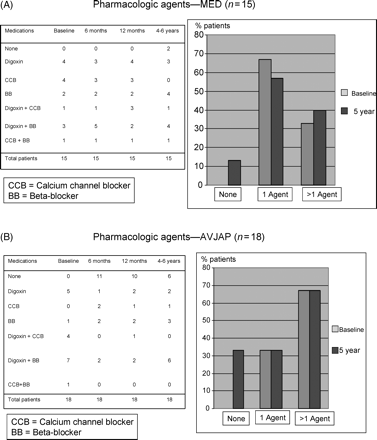 (A)
Pharmacologic agents—MED (n=15)
Medications Baseline 6 months 12 months 4-6 years
None 0 0 0 2
Digoxin 4 3 4 3
CCB 4 3 3 0
BB 2 2 2 4
Digoxin + CCB 1 1 3 1
Digoxin + BB 3 5 2 4
CCB + BB 1 1 1 1
Total patients 15 15 15 15
CCB = Calcium channel blocker
BB = Beta-blocker
% patients
80
70
60
50
40
30
20
10
0
None 1 Agent >1 Agent
Baseline
5 year
(B)
Pharmacologic agents—AVJAP (n=18)
Medications Baseline 6 months 12 months 4-6 years
None 0 11 10 6
Digoxin 5 1 2 2
CCB 0 2 1 1
BB 1 2 2 3
Digoxin + CCB 4 0 1 0
Digoxin + BB 7 2 2 6
CCB+BB 1 0 0 0
Total patients 18 18 18 18
CCB = Calcium channel blocker
BB = Beta-blocker
% patients
80
70
60
50
40
30
20
10
0
None 1 Agent >1 Agent
Baseline
5 year